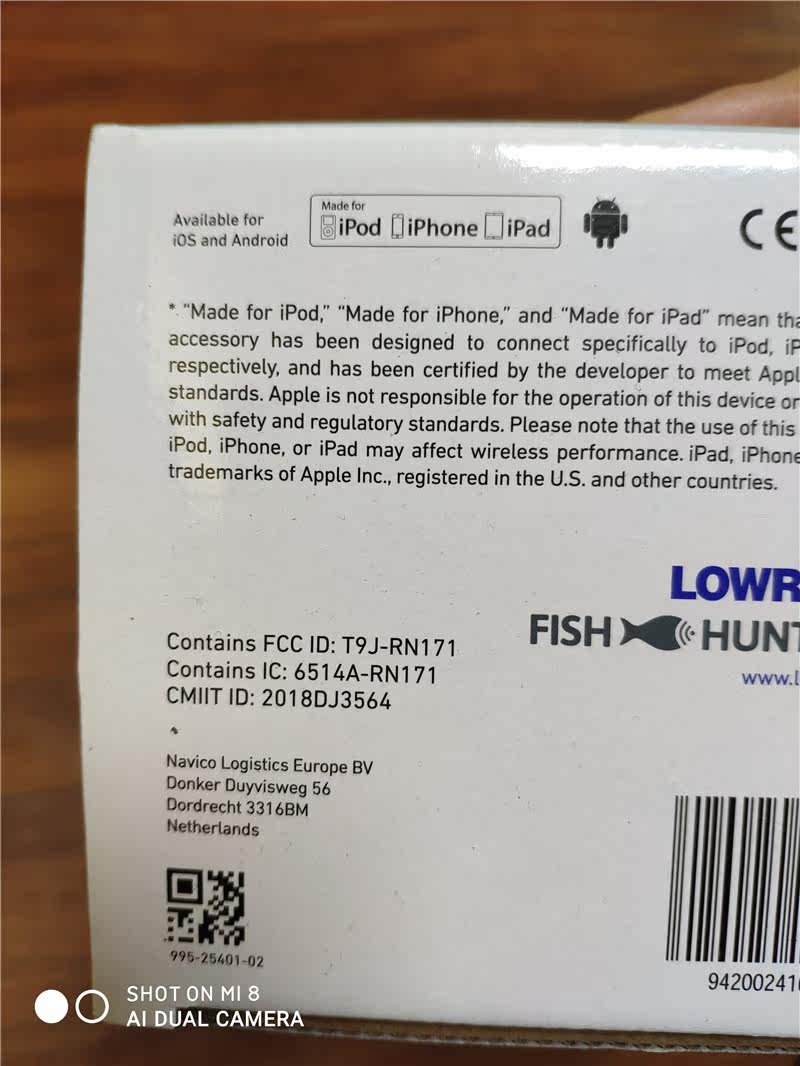 Available for
iOS and Android
Made for
iPod iPhone iPad
CE
* “Made for iPod,” “Made for iPhone,” and “Made for iPad” mean
accessory has been designed to connect specifically to iPod,
respectively, and has been certified by the developer to meet
standards. Apple is not responsible for the operation of this device or
with safety and regulatory standards. Please note that the use of this
iPod, iPhone, or iPad may affect wireless performance. iPad, iPhone
trademarks of Apple Inc., registered in the U.S. and other countries.
LOWR
FISH HUNT
www.l
Contains FCC ID: T9J-RN171
Contains IC: 6514A-RN171
CMIIT ID: 2018DJ3564
Navico Logistics Europe BV
Donker Duyvisweg 56
Dordrecht 3316BM
Netherlands
995-25401-02
94200241
SHOT ON MI 8
AI DUAL CAMERA